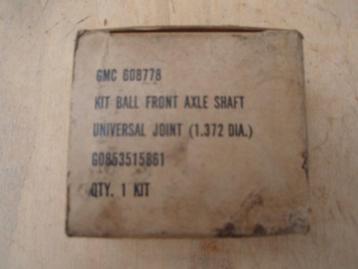 GMC 608778
KIT BALL FRONT AXLE SHAFT
UNIVERSAL JOINT (1.372 DIA.)
G0853515861
QTY. 1 KIT